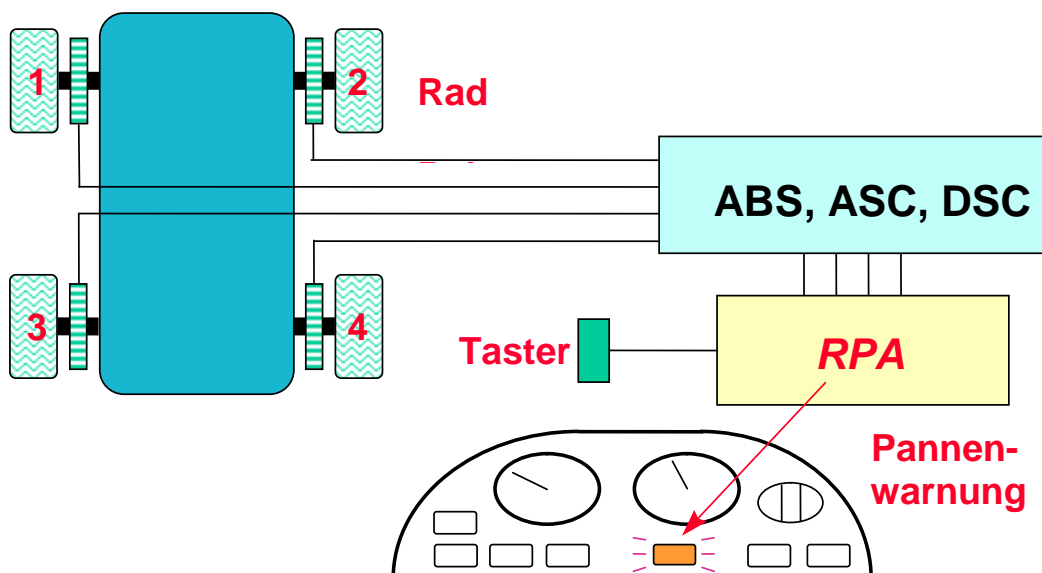 1
2
Rad
ABS, ASC, DSC
3
4
Taster
RPA
Pannen-
warnung